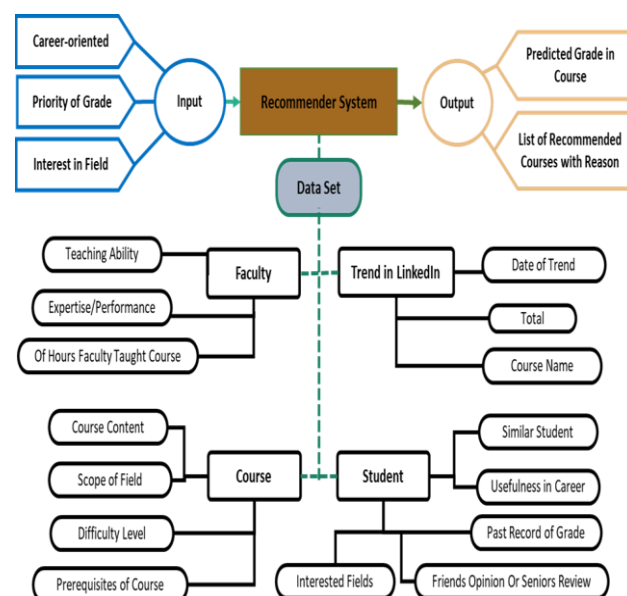 Career-oriented
Priority of Grade
Interest in Field
Input
Recommender System
Output
Predicted Grade in
Course
List of Recommended
Courses with Reason
Data Set
Teaching Ability
Expertise/Performance
Of Hours Faculty Taught Course
Faculty
Trend in LinkedIn
Date of Trend
Total
Course Name
Course Content
Scope of Field
Difficulty Level
Prerequisites of Course
Course
Student
Similar Student
Usefulness in Career
Past Record of Grade
Interested Fields
Friends Opinion Or Seniors Review